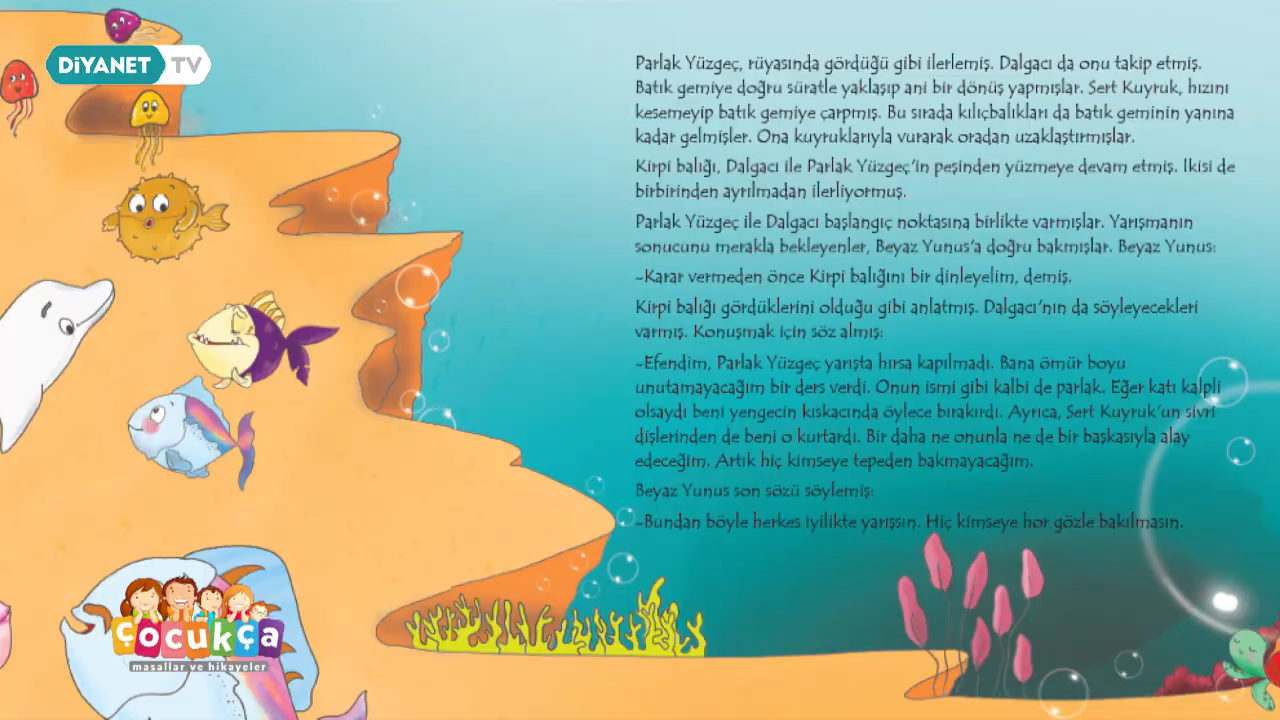 DiYANET TV
Parlak Yüzgeç, rüyasında gördüğü gibi ilerlemiş. Dalgacı da onu takip etmiş.
Batık gemiye doğru süratle yaklaşıp ani bir dönüş yapmışlar. Sert Kuyruk, hızını
kesemeyip batık gemiye çarpmış. Bu sırada kılıçbalıkları da batık geminin yanına
kadar gelmişler. Ona kuyruklarıyla vurarak oradan uzaklaştırmışlar.
Kirpi balığı, Dalgacı ile Parlak Yüzgeç'in peşinden yüzmeye devam etmiş. İkisi de
birbirinden ayrılmadan ilerliyormuş.
Parlak Yüzgeç ile Dalgacı başlangıç noktasına birlikte varmışlar. Yarışmanın
sonucunu merakla bekleyenler, Beyaz Yunus'a doğru bakmışlar. Beyaz Yunus:
-Karar vermeden önce Kirpi balığını bir dinleyelim, demiş.
Kirpi balığı gördüklerini olduğu gibi anlatmış. Dalgacı'nın da söyleyecekleri
varmış. Konuşmak için söz almış:
-Efendim, Parlak Yüzgeç yarışta hırsa kapılmadı. Bana ömür boyu
unutamayacağım bir ders verdi. Onun ismi gibi kalbi de parlak. Eğer katı kalpli
olsaydı beni yengecin kıskacında öylece bırakırdı. Ayrıca, Sert Kuyruk'un sivri
dişlerinden de beni o kurtardı. Bir daha ne onunla ne de bir başkasıyla alay
edeceğim. Artık hiç kimseye tepeden bakmayacağım.
Beyaz Yunus son sözü söylemiş:
-Bundan böyle herkes iyilikte yarışsın. Hiç kimseye hor gözle bakılmasın.
çocukça
masallar ve hikayeler